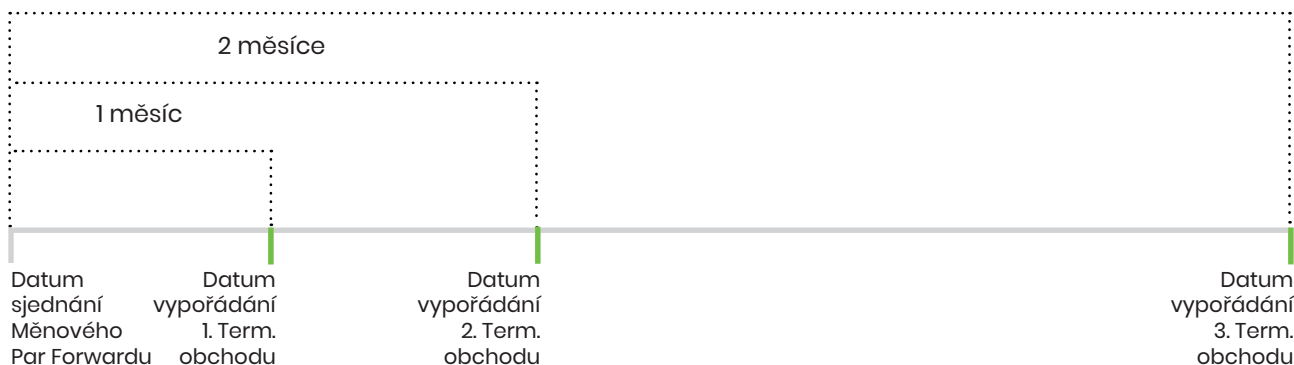 2 měsíce
1 měsíc
Datum
sjednání
Měnového
Par Forwardu
Datum
vypořádání
1. Term.
obchodu
Datum
vypořádání
2. Term.
obchodu
Datum
vypořádání
3. Term.
obchodu